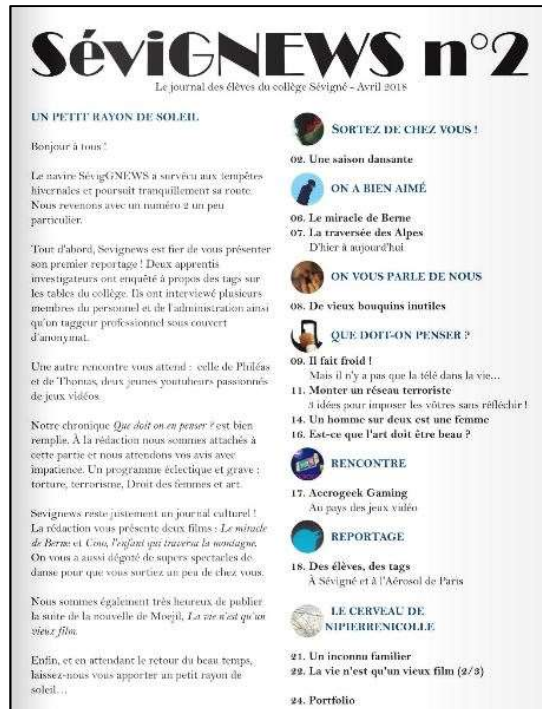 SéviGNEWS n°2
Le journal des élèves du collège Sévigné - Avril 2018
UN PETIT RAYON DE SOLEIL
Bonjour à tous !
Le navire SévigGNEWS a survécu aux tempêtes
hivernales et poursuit tranquillement sa route.
Nous revenons avec un numéro 2 un peu
particulier.
Tout d'abord, Sevignews est fier de vous présenter
son premier reportage ! Deux apprentis
investigateurs ont enquêté à propos des tags sur
les tables du collège. Ils ont interviewé plusieurs
membres du personnel et de l'administration ainsi
qu'un taggeur professionnel sous couvert
d'anonymat.
Une autre rencontre vous attend : celle de Philéas
et de Thomas, deux jeunes youtubeurs passionnés
de jeux vidéos.
Notre chronique Que doit on en penser ? est bien
remplie. À la rédaction nous sommes attachés à
cette partie et nous attendons vos avis avec
impatience. Un programme éclectique et grave :
torture, terrorisme, Droit des femmes et art.
Sevignews reste justement un journal culturel !
La rédaction vous présente deux films : Le miracle
de Berne et Cino, l'enfant qui traversa la montagne.
On vous a aussi dégoté de supers spectacles de
danse pour que vous sortiez un peu de chez vous.
Nous sommes également très heureux de publier
la suite de la nouvelle de Moejil, La vie n'est qu'un
vieux film.
Enfin, et en attendant le retour du beau temps,
laissez-nous vous apporter un petit rayon de
soleil…
SORTEZ DE CHEZ VOUS !
02. Une saison dansante
ON A BIEN AIMÉ
06. Le miracle de Berne
07. La traversée des Alpes
D'hier à aujourd'hui
ON VOUS PARLE DE NOUS
08. De vieux bouquins inutiles
QUE DOIT-ON PENSER ?
09. Il fait froid !
Mais il n'y a pas que la télé dans la vie…
11. Monter un réseau terroriste
3 idées pour imposer les vôtres sans réfléchir !
14. Un homme sur deux est une femme
16. Est-ce que l'art doit être beau ?
RENCONTRE
17. Accrogeek Gaming
Au pays des jeux vidéo
REPORTAGE
18. Des élèves, des tags
À Sévigné et à l'Aérosol de Paris
LE CERVEAU DE
NIPIERRENICOLLE
21. Un inconnu familier
22. La vie n'est qu'un vieux film (2/3)
24. Portfolio